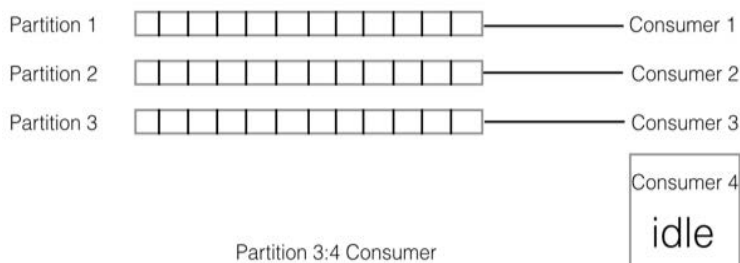 Partition 1
Consumer 1
Partition 2
Consumer 2
Partition 3
Consumer 3
Consumer 4
idle
Partition 3:4 Consumer